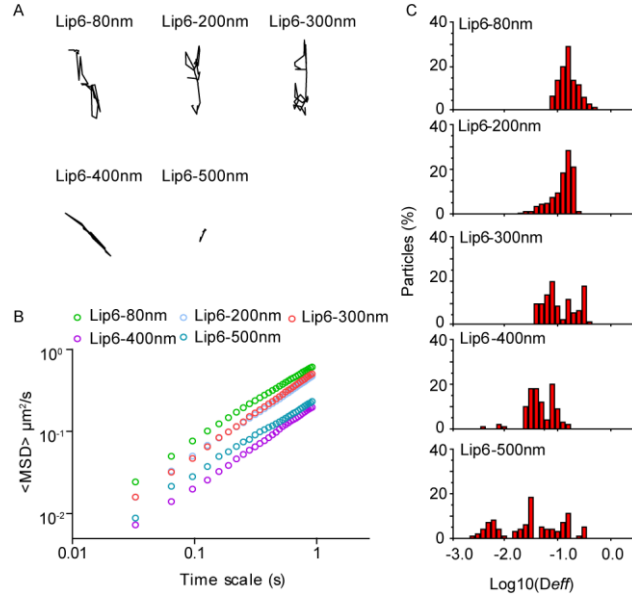 A
Lip6-80nm Lip6-200nm Lip6-300nm
Lip6-400nm Lip6-500nm
B
Lip6-80nm Lip6-200nm Lip6-300nm
Lip6-400nm Lip6-500nm
<MSD> μm²/s
10⁰
10⁻¹
10⁻²
0.01 0.1 1
Time scale (s)
C
Particles (%)
Lip6-80nm
40
20
0
Lip6-200nm
40
20
0
Lip6-300nm
40
20
0
Lip6-400nm
40
20
0
Lip6-500nm
40
20
0
-3.0 -2.0 -1.0 0.0
Log10(Deff)